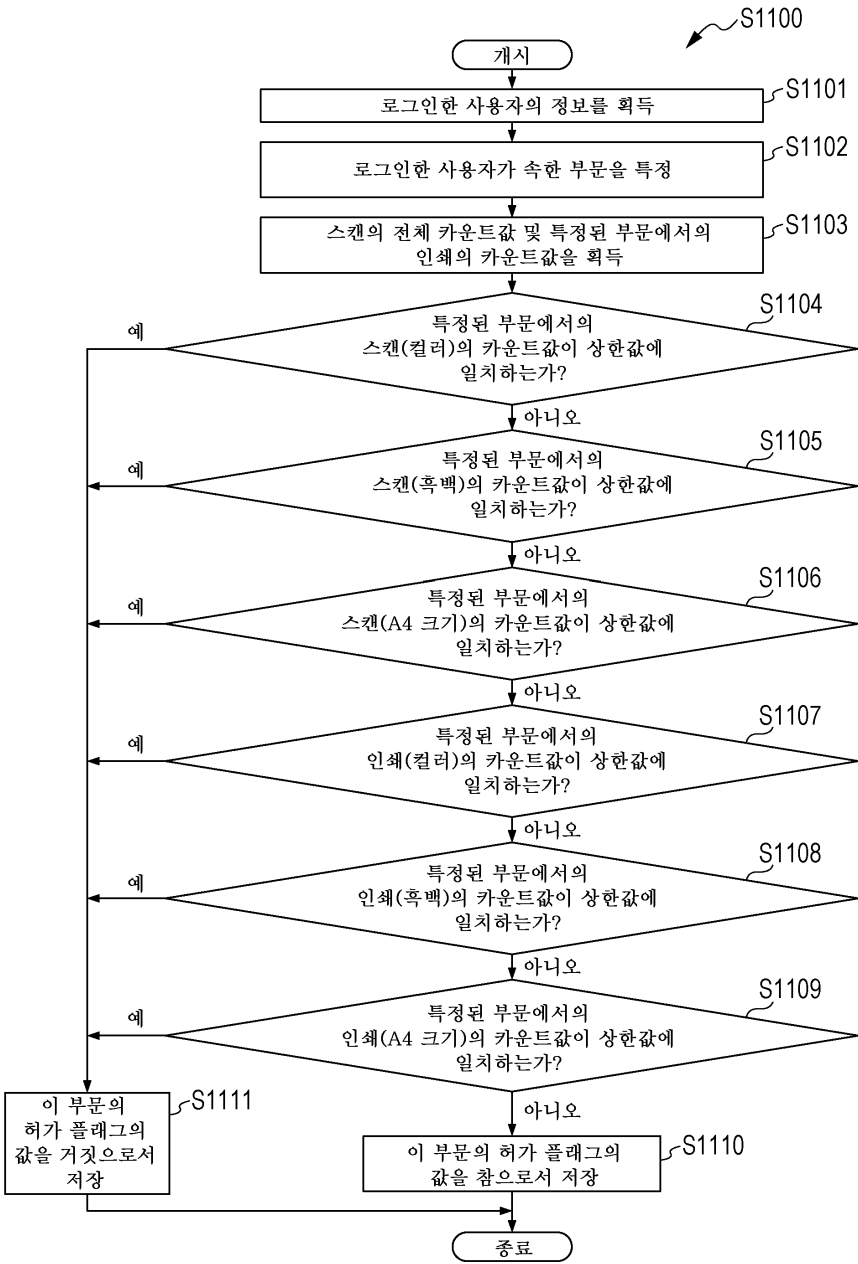 S1100
개시
S1101
로그인한 사용자의 정보를 획득
S1102
로그인한 사용자가 속한 부문을 특정
S1103
스캔의 전체 카운트값 및 특정된 부문에서의
인쇄의 카운트값을 획득
S1104
특정된 부문에서의
스캔(컬러)의 카운트값이 상한값에
일치하는가?
예
아니오
S1105
특정된 부문에서의
스캔(흑백)의 카운트값이 상한값에
일치하는가?
예
아니오
S1106
특정된 부문에서의
스캔(A4 크기)의 카운트값이 상한값에
일치하는가?
예
아니오
S1107
특정된 부문에서의
인쇄(컬러)의 카운트값이 상한값에
일치하는가?
예
아니오
S1108
특정된 부문에서의
인쇄(흑백)의 카운트값이 상한값에
일치하는가?
예
아니오
S1109
특정된 부문에서의
인쇄(A4 크기)의 카운트값이 상한값에
일치하는가?
예
아니오
S1111
이 부문의
허가 플래그의
값을 거짓으로서
저장
S1110
이 부문의 허가 플래그의
값을 참으로서 저장
종료